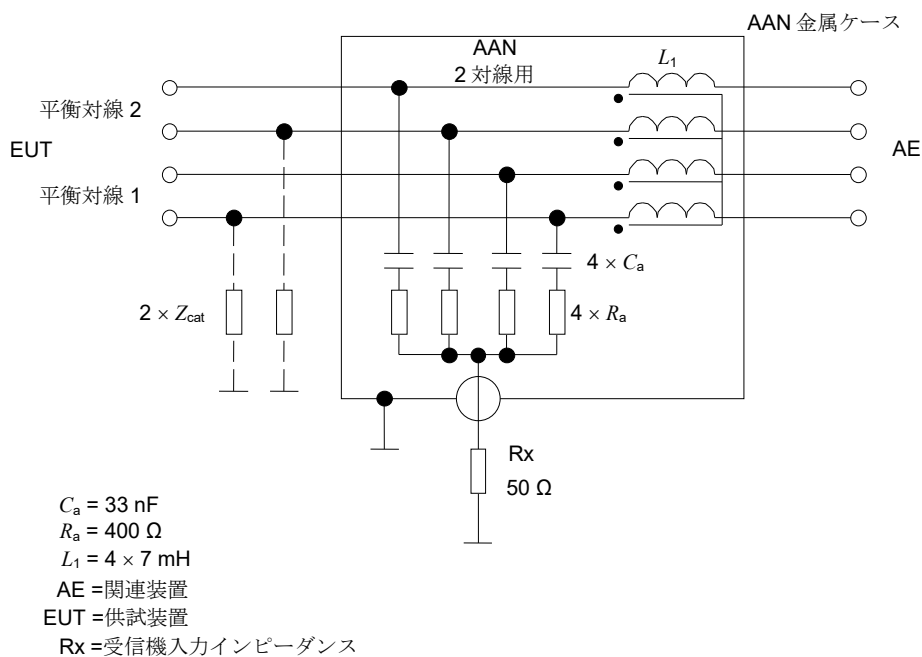 AAN 金属ケース
AAN
2 対線用
L1
平衡対線 2
EUT
AE
平衡対線 1
4 × Ca
2 × Zcat
4 × Ra
Rx
50 Ω
Ca = 33 nF
Ra = 400 Ω
L1 = 4 × 7 mH
AE =関連装置
EUT =供試装置
Rx =受信機入力インピーダンス